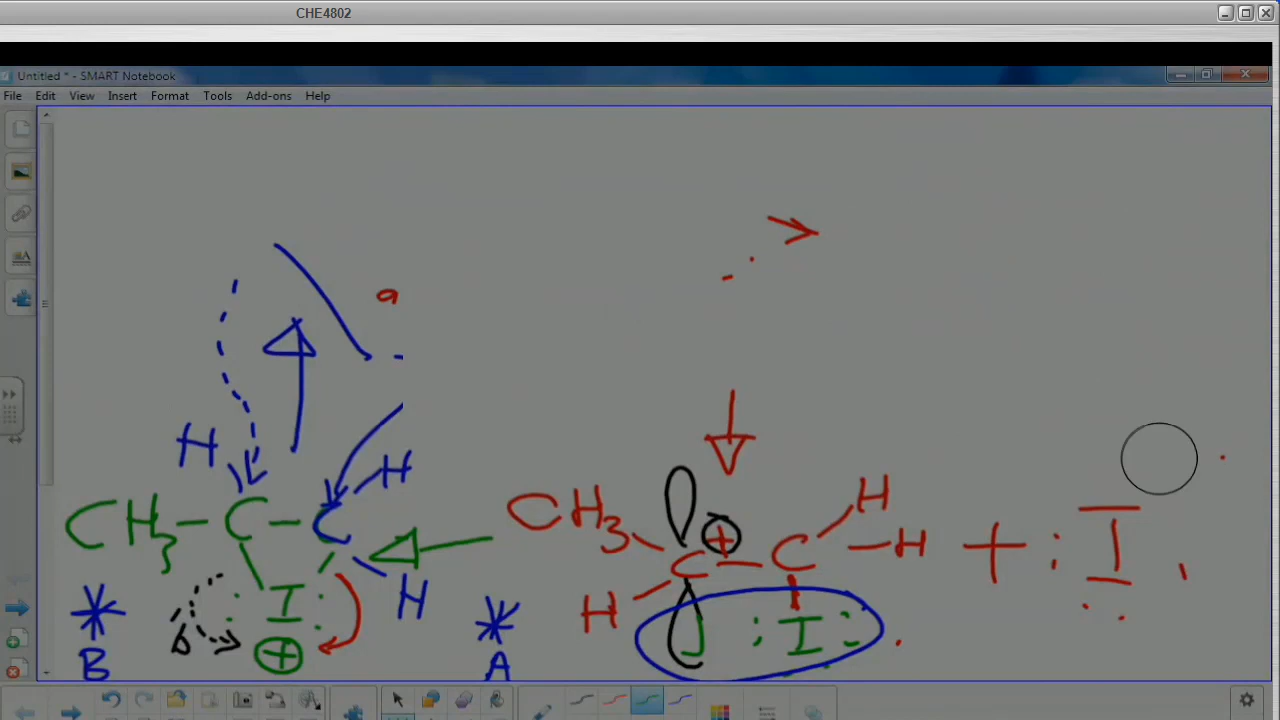 CHE4802
Untitled * - SMART Notebook
File Edit View Insert Format Tools Add-ons Help
a
H H H
CH3 - C - C CH3 C + - C - H + : I
I H H : I :
b +
B A